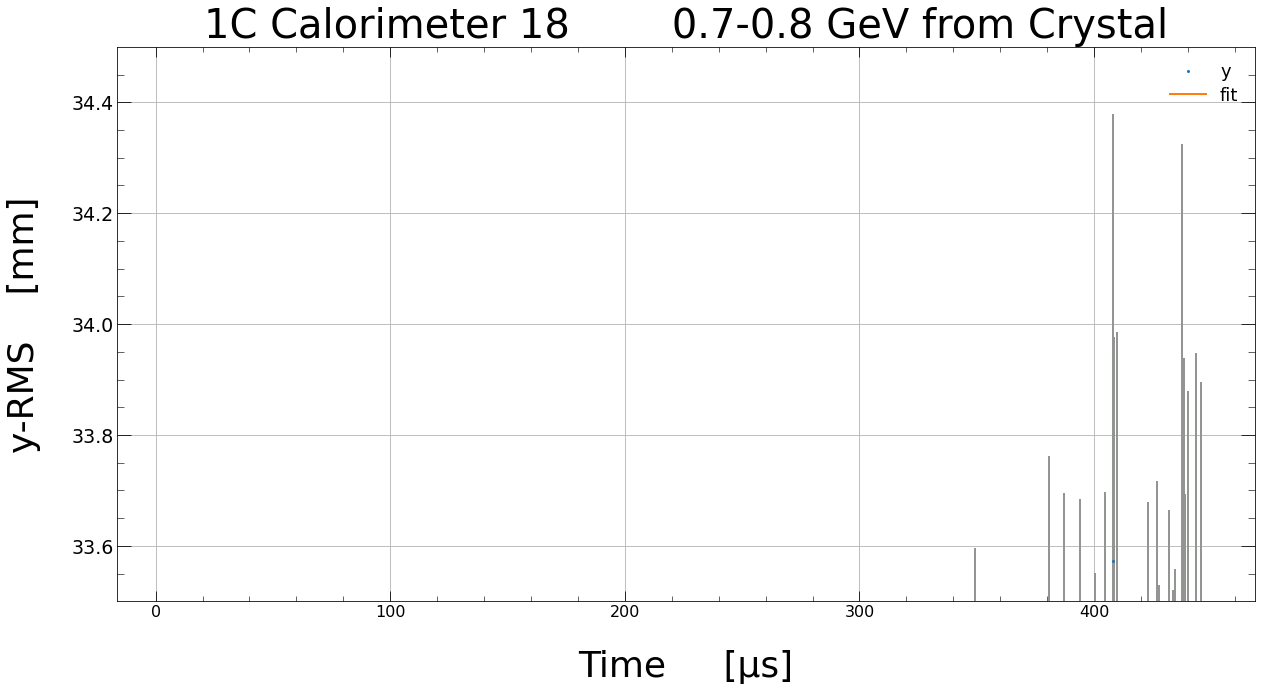 1C Calorimeter 18 0.7-0.8 GeV from Crystal
y
fit
34.4
34.2
34.0
33.8
33.6
y-RMS [mm]
0 100 200 300 400
Time [µs]